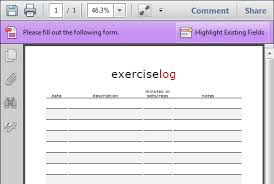 1 / 1 46.3% Comment Share
Please fill out the following form. Highlight Existing Fields
exerciselog
date description minutes or sets/reps notes